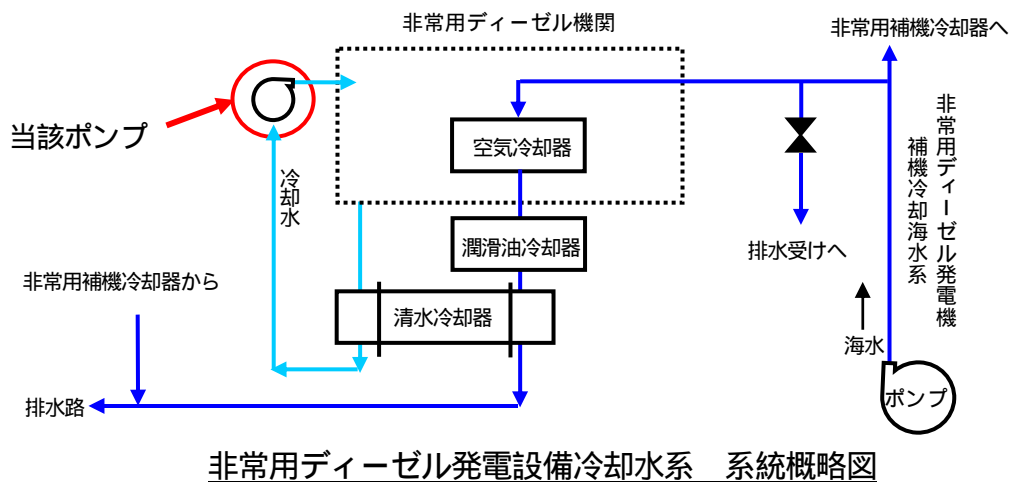 非常用ディーゼル機関
非常用補機冷却器へ
当該ポンプ
空気冷却器
冷却水
潤滑油冷却器
排水受けへ
非常用ディーゼル発電機
補機冷却海水系
非常用補機冷却器から
清水冷却器
海水
ポンプ
排水路
非常用ディーゼル発電設備冷却水系　系統概略図